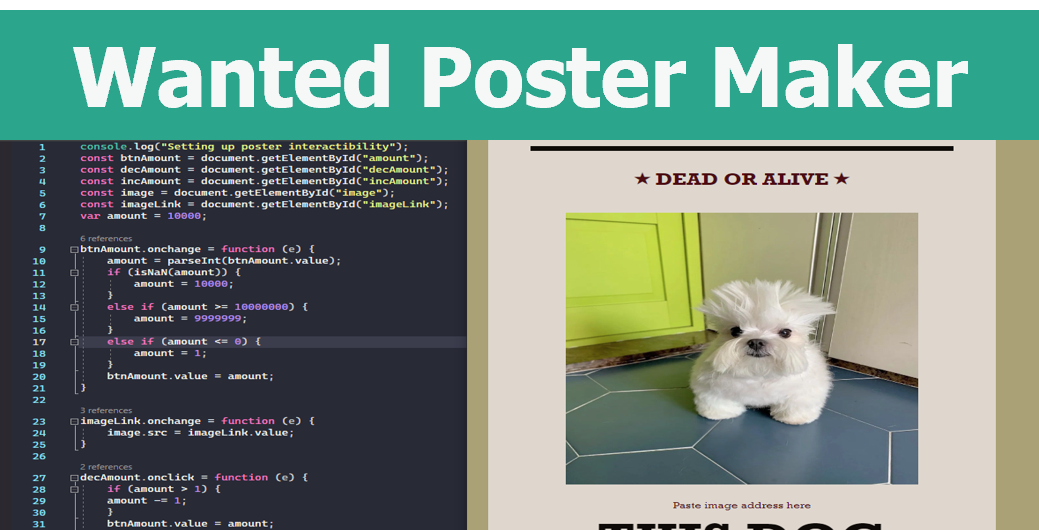 Wanted Poster Maker
1 console.log("Setting up poster interactibility");
2 const btnAmount = document.getElementById("amount");
3 const decAmount = document.getElementById("decAmount");
4 const incAmount = document.getElementById("incAmount");
5 const image = document.getElementById("image");
6 const imageLink = document.getElementById("imageLink");
7 var amount = 10000;
8
6 references
9 btnAmount.onchange = function (e) {
10 amount = parseInt(btnAmount.value);
11 if (isNaN(amount)) {
12 amount = 10000;
13 }
14 else if (amount >= 10000000) {
15 amount = 9999999;
16 }
17 else if (amount <= 0) {
18 amount = 1;
19 }
20 btnAmount.value = amount;
21 }
22
3 references
23 imageLink.onchange = function (e) {
24 image.src = imageLink.value;
25 }
26
2 references
27 decAmount.onclick = function (e) {
28 if (amount > 1) {
29 amount -= 1;
30 }
31 btnAmount.value = amount;
★ DEAD OR ALIVE ★
Paste image address here
THIS DOG